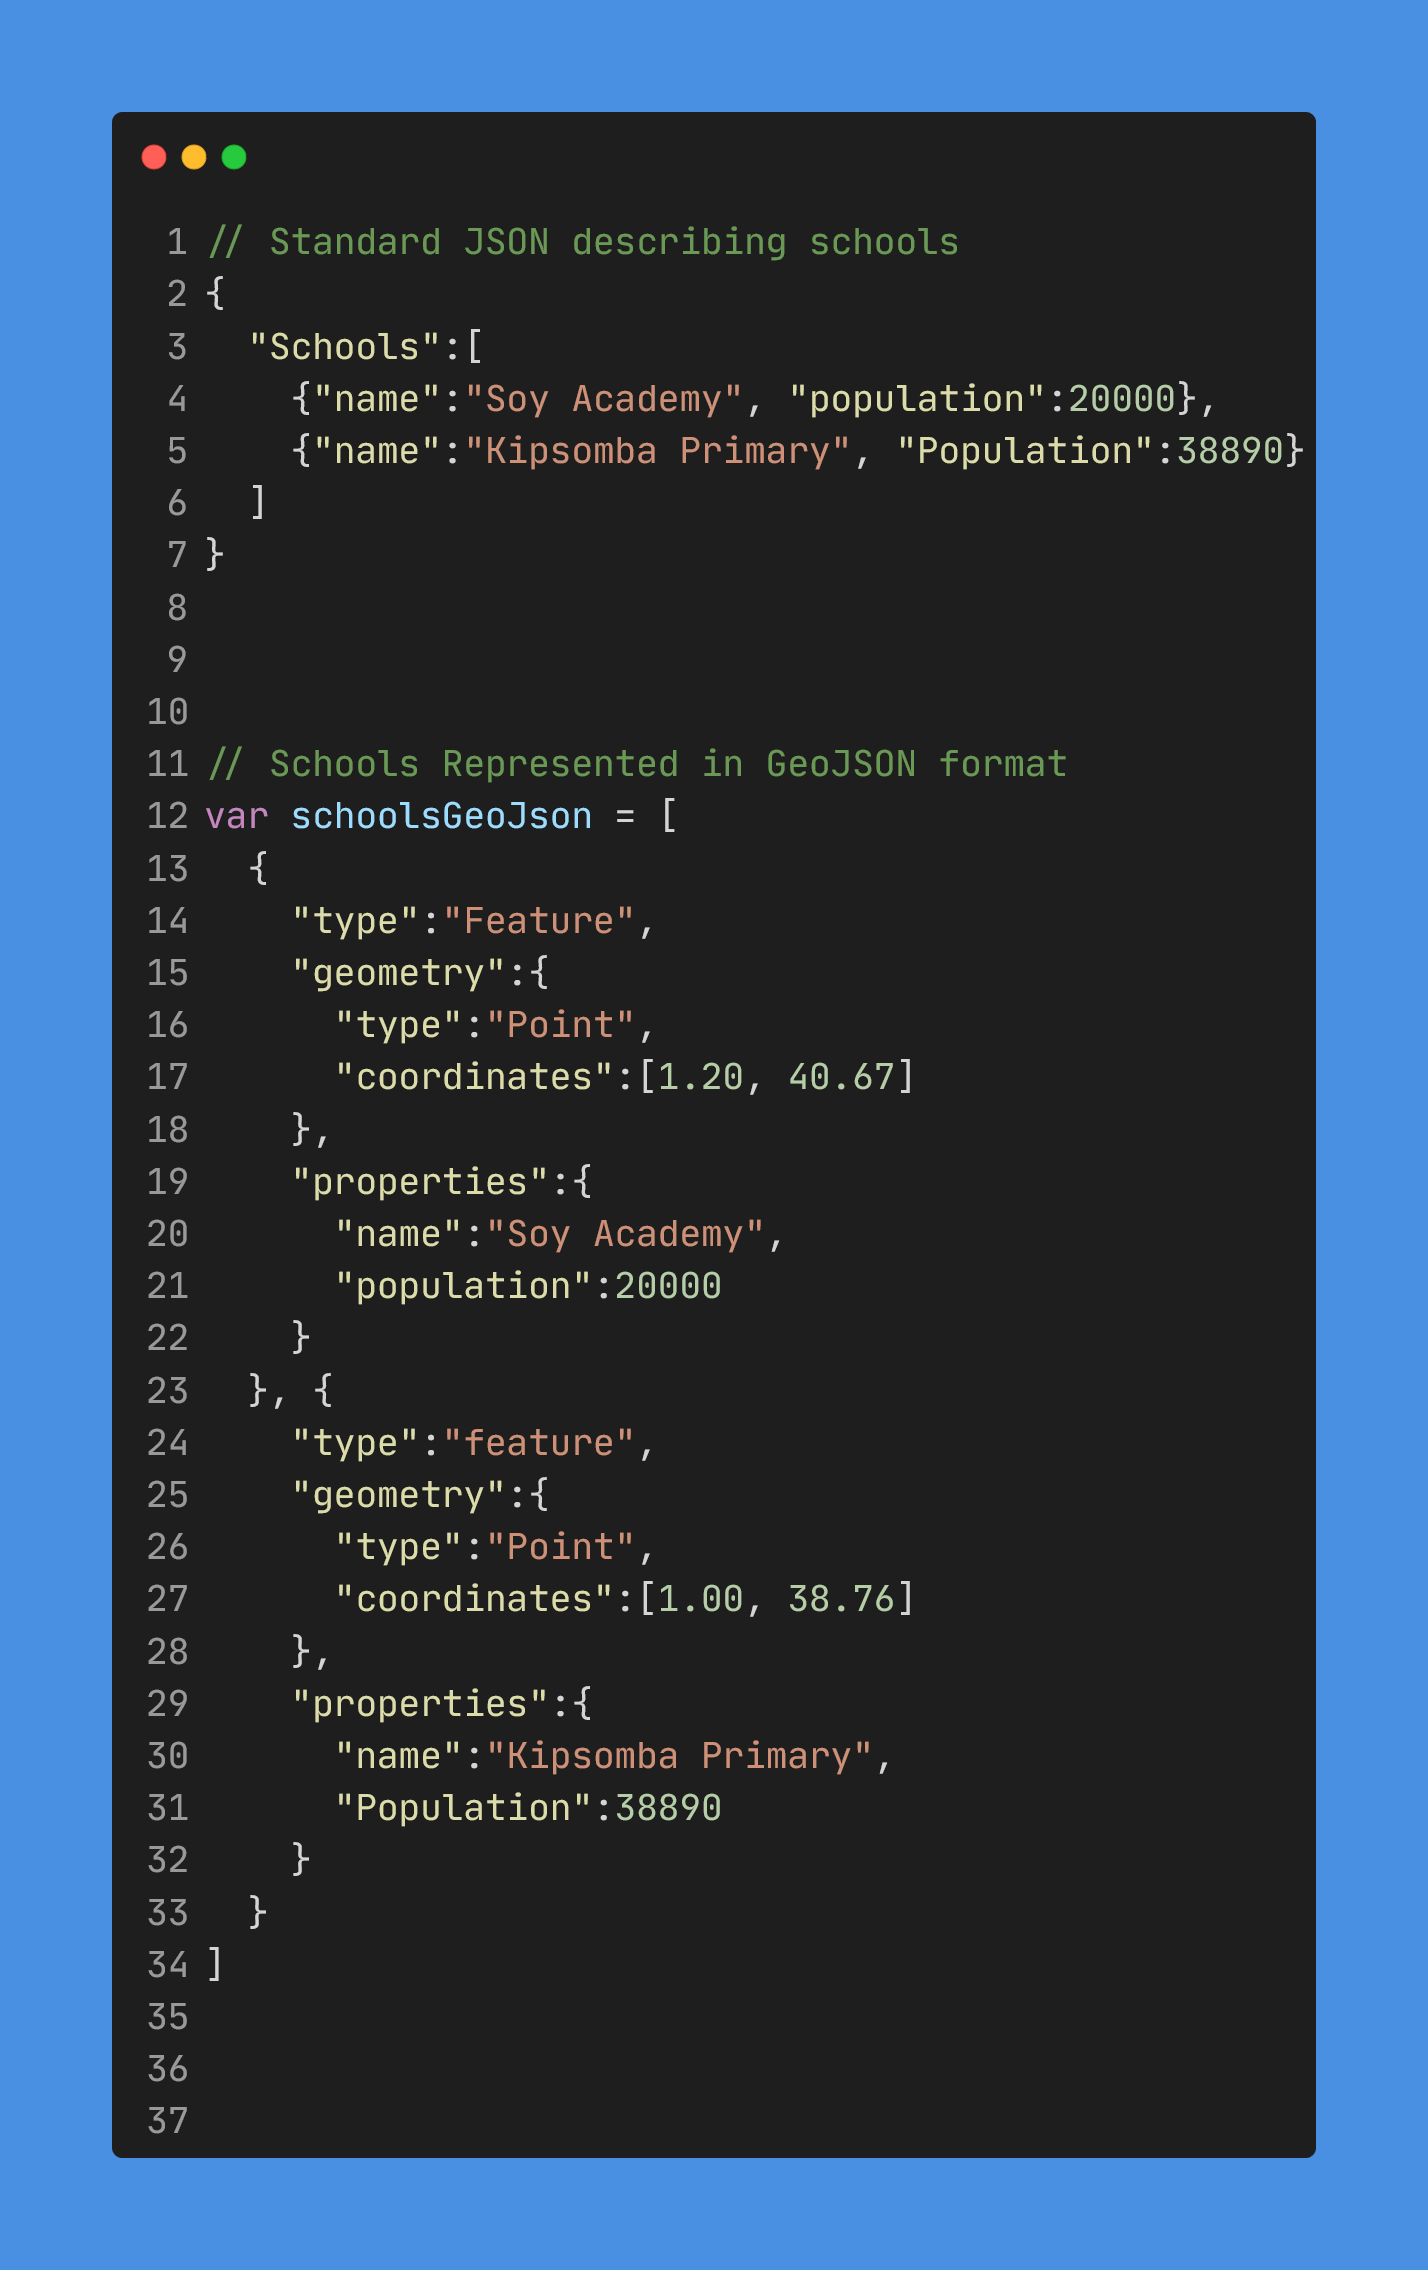 1 // Standard JSON describing schools
2 {
3   "Schools":[
4     {"name":"Soy Academy", "population":20000},
5     {"name":"Kipsomba Primary", "Population":38890}
6   ]
7 }
8
9
10
11 // Schools Represented in GeoJSON format
12 var schoolsGeoJson = [
13   {
14     "type":"Feature",
15     "geometry":{
16       "type":"Point",
17       "coordinates":[1.20, 40.67]
18     },
19     "properties":{
20       "name":"Soy Academy",
21       "population":20000
22     }
23   }, {
24     "type":"feature",
25     "geometry":{
26       "type":"Point",
27       "coordinates":[1.00, 38.76]
28     },
29     "properties":{
30       "name":"Kipsomba Primary",
31       "Population":38890
32     }
33   }
34 ]
35
36
37